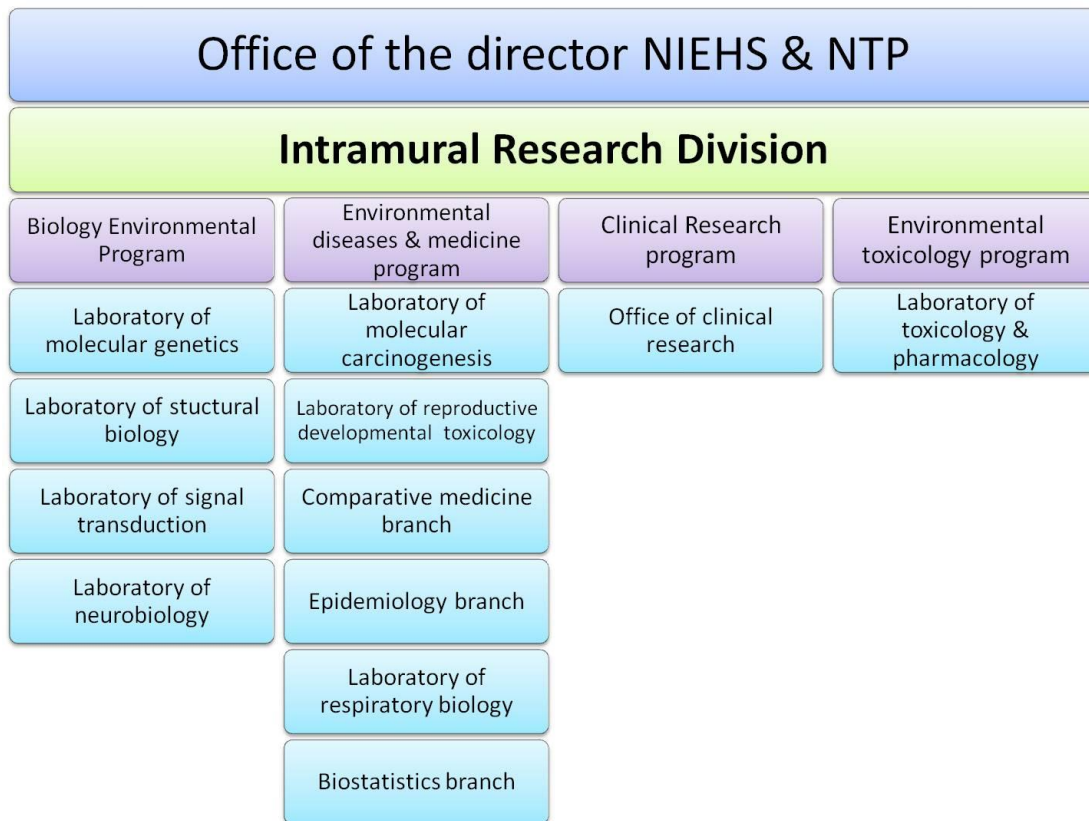 Office of the director NIEHS & NTP
Intramural Research Division
Biology Environmental
Program
Environmental
diseases & medicine
program
Clinical Research
program
Environmental
toxicology program
Laboratory of
molecular genetics
Laboratory of
molecular
carcinogenesis
Office of clinical
research
Laboratory of
toxicology &
pharmacology
Laboratory of stuctural
biology
Laboratory of reproductive
developmental toxicology
Laboratory of signal
transduction
Comparative medicine
branch
Laboratory of
neurobiology
Epidemiology branch
Laboratory of
respiratory biology
Biostatistics branch